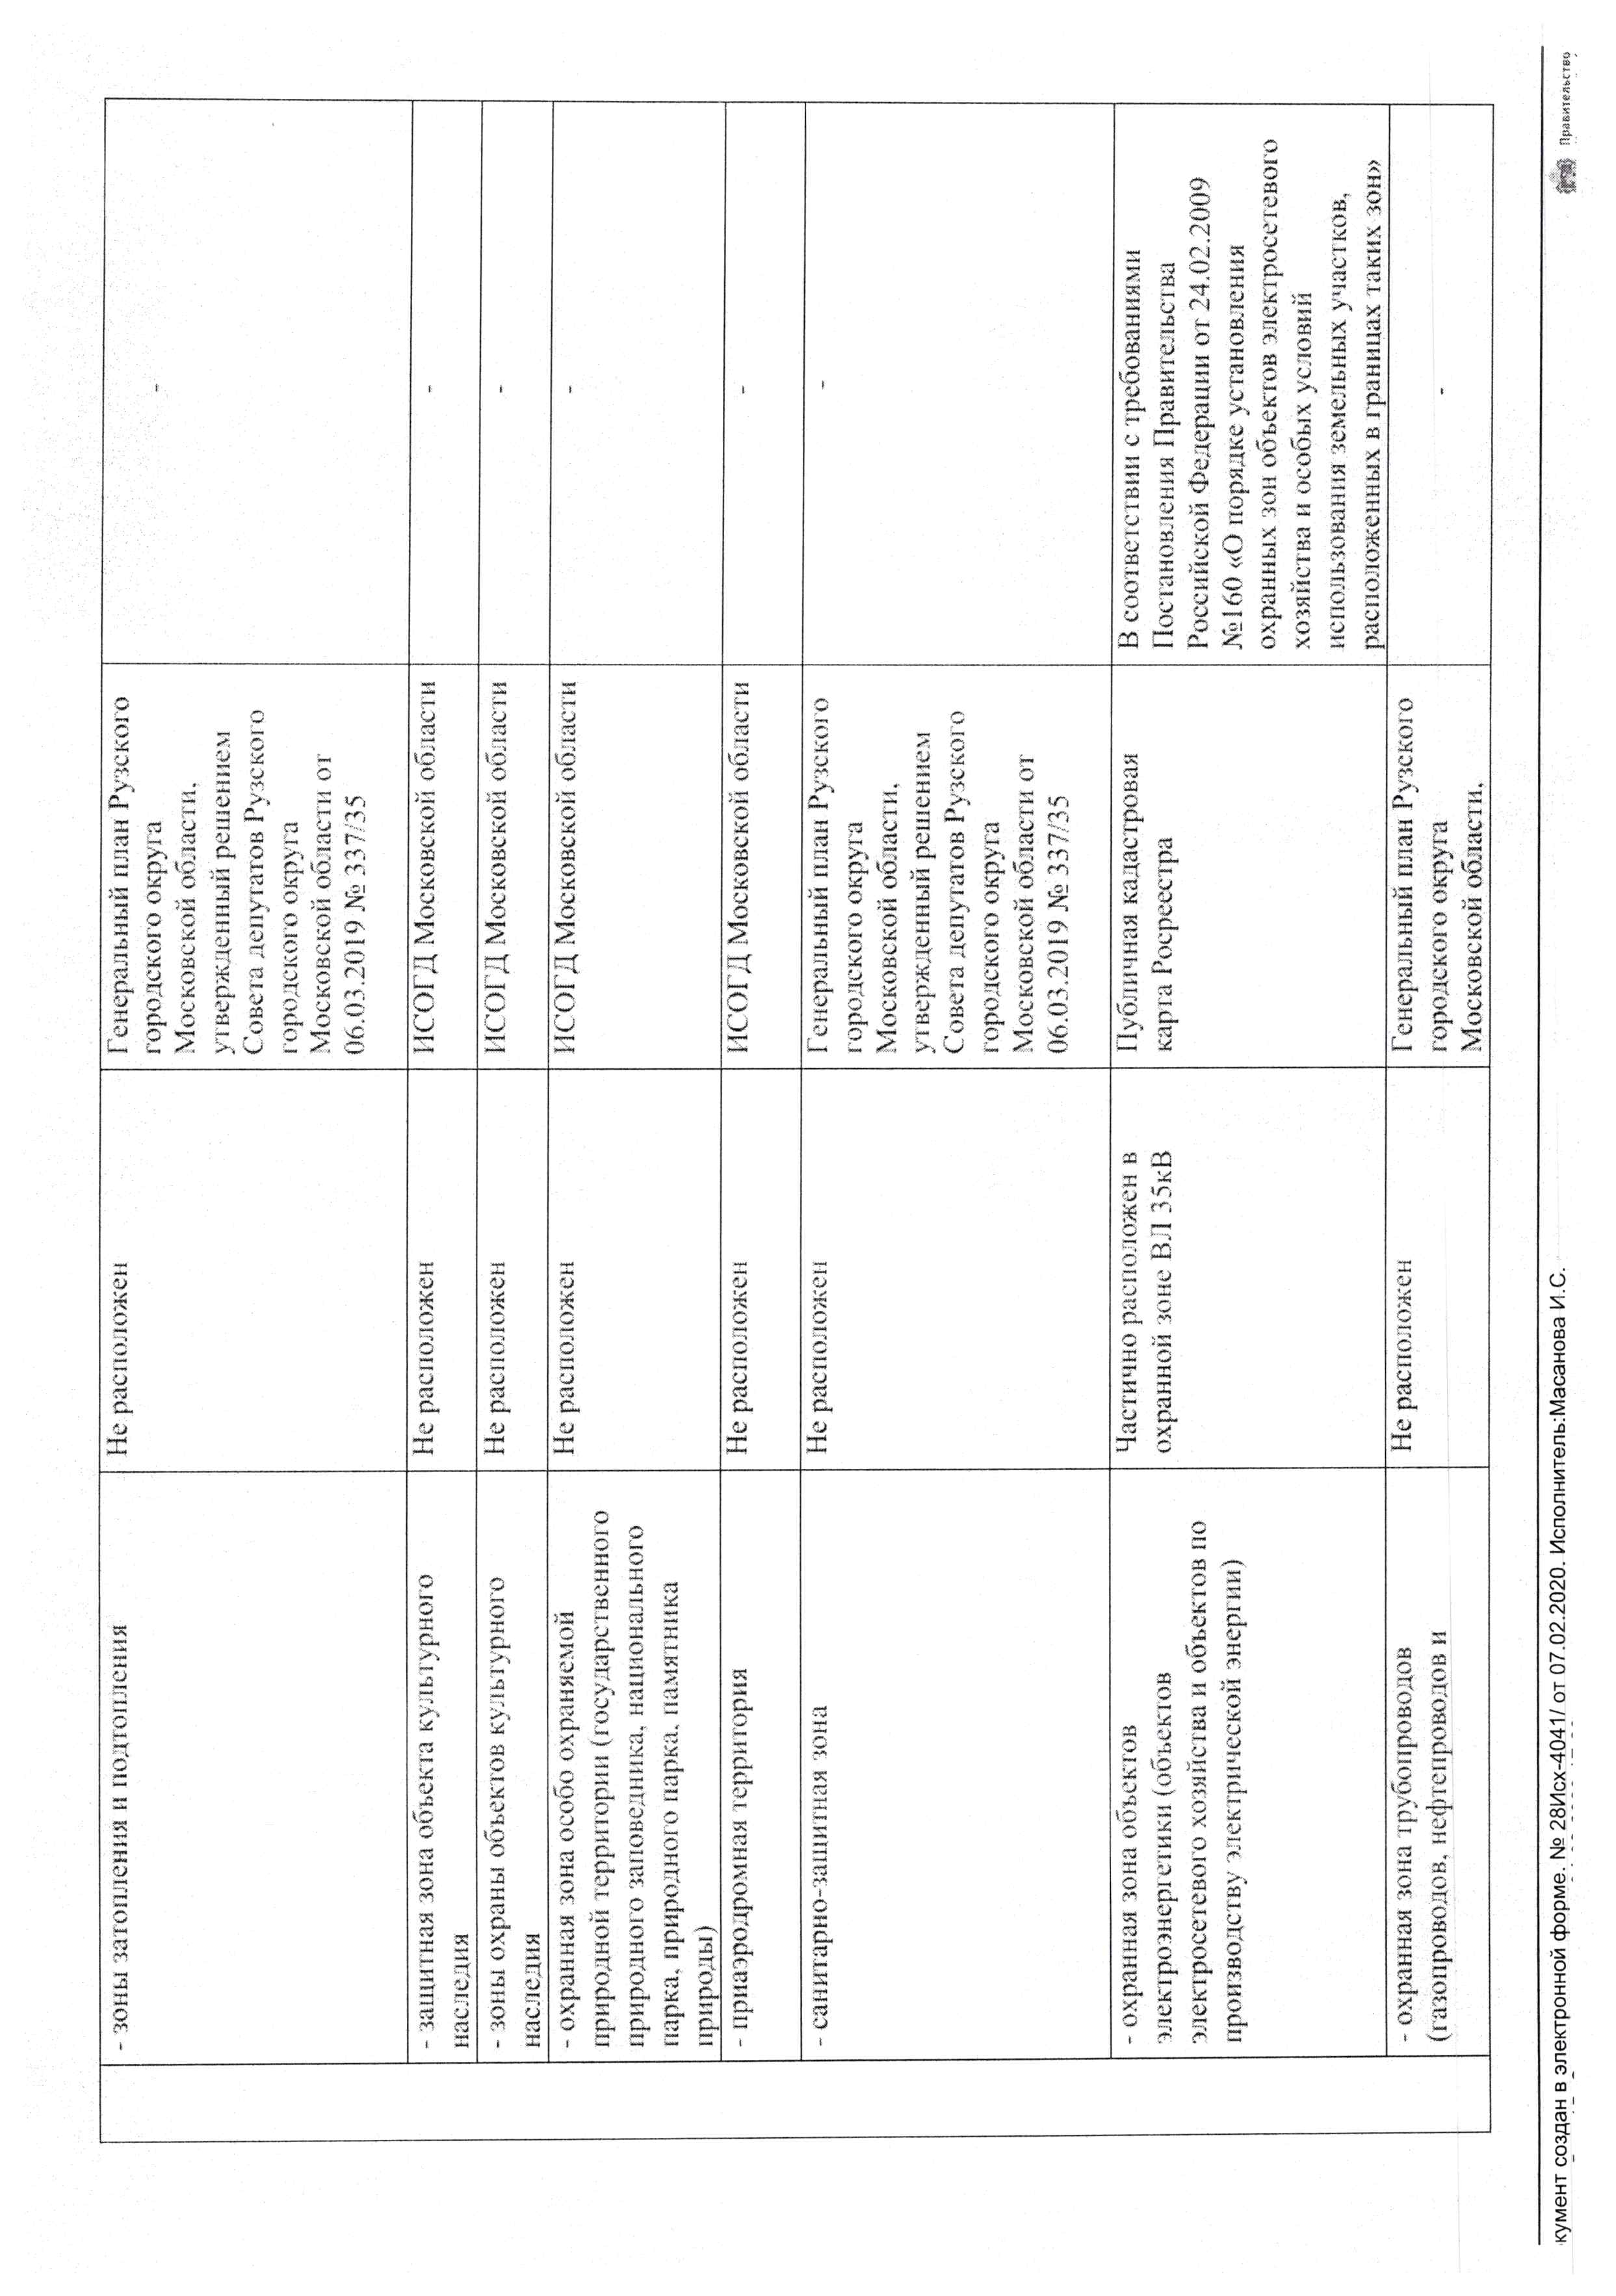 - зоны затопления и подтопления
Не расположен
Генеральный план Рузского
городского округа
Московской области,
утвержденный решением
Совета депутатов Рузского
городского округа
Московской области от
06.03.2019 № 337/35
-
- защитная зона объекта культурного
наследия
Не расположен
ИСОГД Московской области
-
- зоны охраны объектов культурного
наследия
Не расположен
ИСОГД Московской области
-
- охранная зона особо охраняемой
природной территории (государственного
природного заповедника, национального
парка, природного парка, памятника
природы)
Не расположен
ИСОГД Московской области
-
- приаэродромная территория
Не расположен
ИСОГД Московской области
-
- санитарно-защитная зона
Не расположен
Генеральный план Рузского
городского округа
Московской области,
утвержденный решением
Совета депутатов Рузского
городского округа
Московской области от
06.03.2019 № 337/35
-
- охранная зона объектов
электроэнергетики (объектов
электросетевого хозяйства и объектов по
производству электрической энергии)
Частично расположен в
охранной зоне ВЛ 35кВ
Публичная кадастровая
карта Росреестра
В соответствии с требованиями
Постановления Правительства
Российской Федерации от 24.02.2009
№160 «О порядке установления
охранных зон объектов электросетевого
хозяйства и особых условий
использования земельных участков,
расположенных в границах таких зон»
- охранная зона трубопроводов
(газопроводов, нефтепроводов и
Не расположен
Генеральный план Рузского
городского округа
Московской области,
-
кумент создан в электронной форме. № 28Исх-4041/ от 07.02.2020. Исполнитель:Масанова И.С.
Правительство